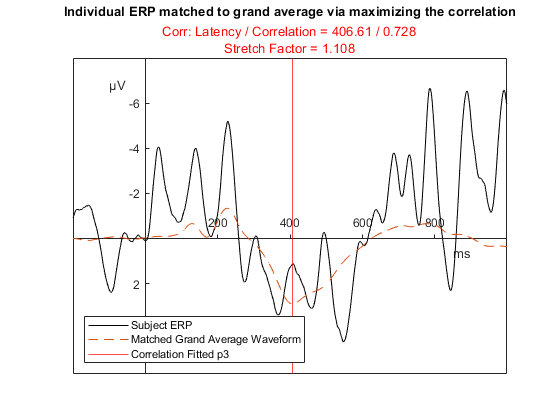 Individual ERP matched to grand average via maximizing the correlation
Corr: Latency / Correlation = 406.61 / 0.728
Stretch Factor = 1.108
µV
-6
-4
-2
200 400 600 800
ms
2
Subject ERP
Matched Grand Average Waveform
Correlation Fitted p3